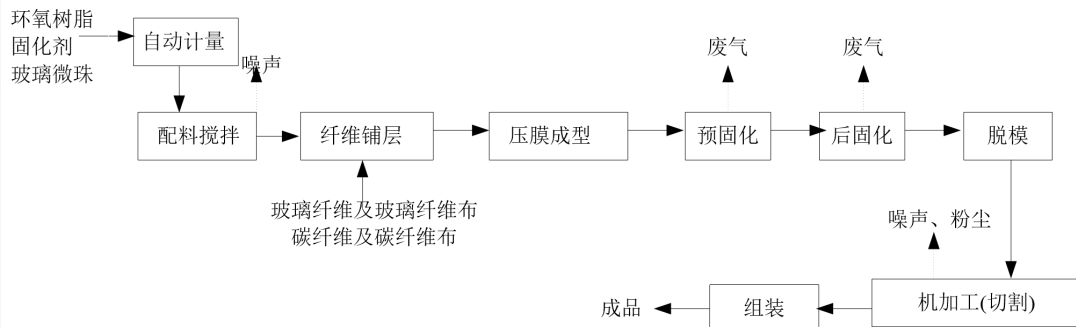 环氧树脂
固化剂
玻璃微珠
自动计量
噪声
废气
废气
配料搅拌
纤维铺层
压膜成型
预固化
后固化
脱模
玻璃纤维及玻璃纤维布
碳纤维及碳纤维布
噪声、粉尘
成品
组装
机加工(切割)